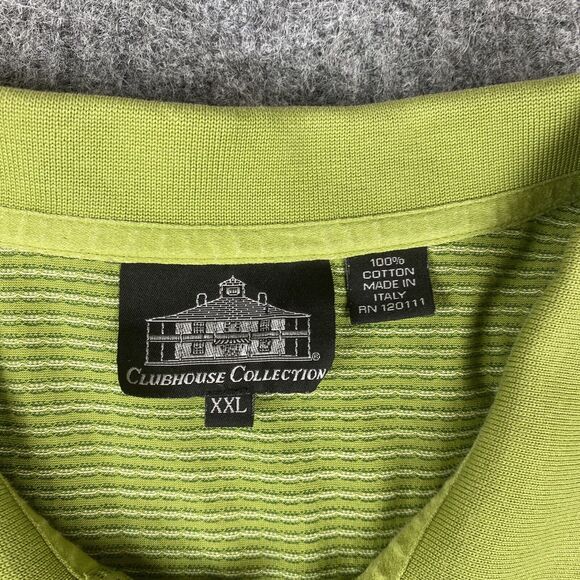 CLUBHOUSE COLLECTION
®
XXL
100%
COTTON
MADE IN
ITALY
RN 120111